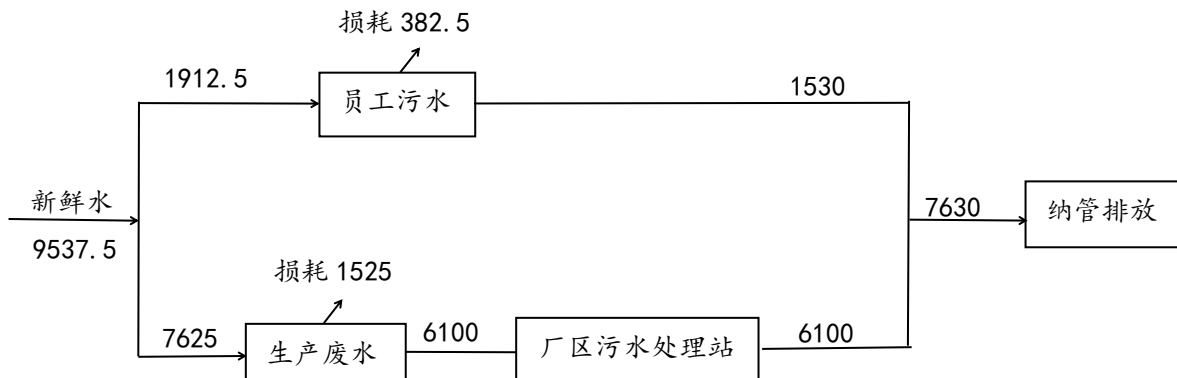 损耗 382.5
1912.5
员工污水
1530
新鲜水
9537.5
7630
纳管排放
损耗 1525
7625
生产废水
6100
厂区污水处理站
6100